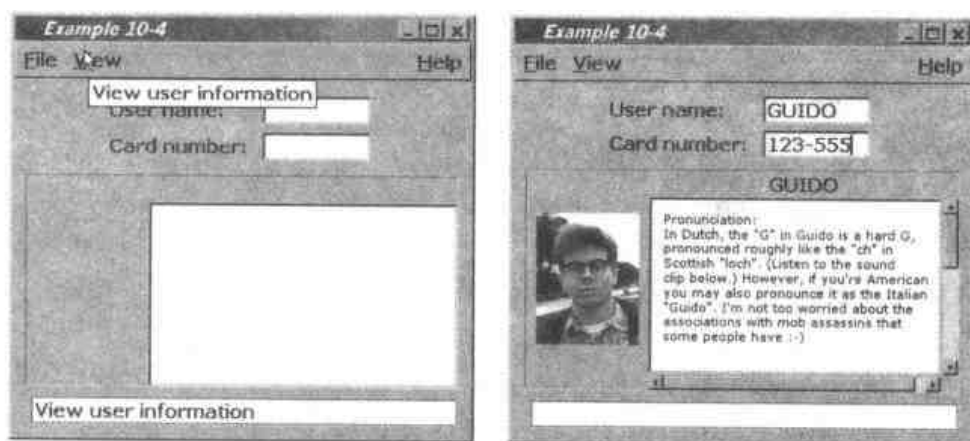 Example 10-4
File View Help
View user information
User name:
Card number:
View user information
Example 10-4
File View Help
User name: GUIDO
Card number: 123-555
GUIDO
Pronunciation:
In Dutch, the "G" in Guido is a hard G,
pronounced roughly like the "ch" in
Scottish "loch". (Listen to the sound
clip below.) However, if you're American
you may also pronounce it as the Italian
"Guido". I'm not too worried about the
associations with mob assassins that
some people have :-)